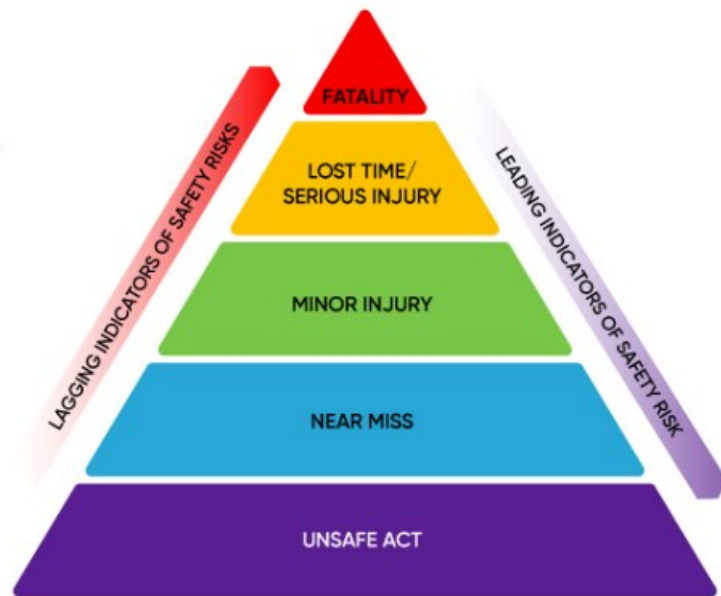 FATALITY
LOST TIME/
SERIOUS INJURY
MINOR INJURY
NEAR MISS
UNSAFE ACT
LAGGING INDICATORS OF SAFETY RISKS
LEADING INDICATORS OF SAFETY RISK